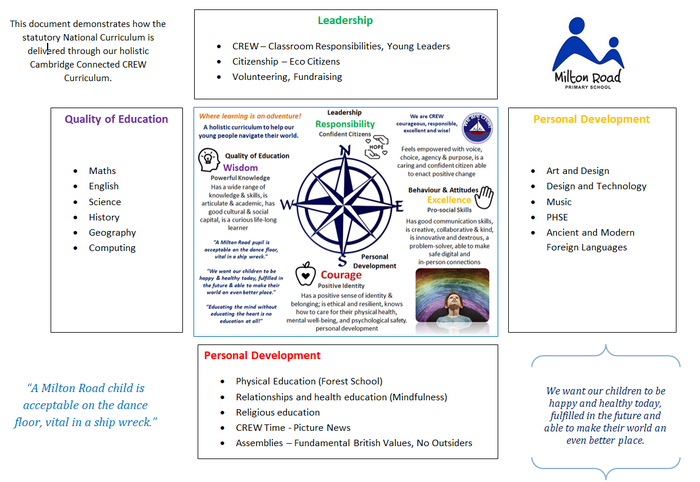 This document demonstrates how the
statutory National Curriculum is
delivered through our holistic
Cambridge Connected CREW
Curriculum.
Leadership
CREW – Classroom Responsibilities, Young Leaders
Citizenship – Eco Citizens
Volunteering, Fundraising
Milton Road
PRIMARY SCHOOL
Quality of Education
Maths
English
Science
History
Geography
Computing
Where learning is an adventure!
A holistic curriculum to help our
young people navigate their world.
Leadership
Responsibility
Confident Citizens
HOPE
We are CREW
courageous, responsible,
excellent and wise!
Feels empowered with voice,
choice, agency & purpose, is a
caring and confident citizen able
to enact positive change
Quality of Education
Wisdom
Powerful Knowledge
Has a wide range of
knowledge & skills, is
articulate & academic, has
good cultural & social
capital, is a curious life-long
learner
N
W
E
S
Behaviour & Attitudes
Excellence
Pro-social Skills
Has good communication skills,
is creative, collaborative & kind,
is innovative and dextrous, a
problem-solver, able to make
safe digital and
in-person connections
"A Milton Road pupil is
acceptable on the dance floor,
vital in a ship wreck."
"We want our children to be
happy & healthy today, fulfilled in
the future & able to make their
world an even better place."
"Educating the mind without
educating the heart is no
education at all!"
Personal
Development
Courage
Positive Identity
Has a positive sense of identity &
belonging; is ethical and resilient, knows
how to care for their physical health,
mental well-being, and psychological safety.
personal development
Personal Development
Art and Design
Design and Technology
Music
PHSE
Ancient and Modern
Foreign Languages
Personal Development
Physical Education (Forest School)
Relationships and health education (Mindfulness)
Religious education
CREW Time - Picture News
Assemblies – Fundamental British Values, No Outsiders
"A Milton Road child is
acceptable on the dance
floor, vital in a ship wreck."
We want our children to be
happy and healthy today,
fulfilled in the future and
able to make their world an
even better place.